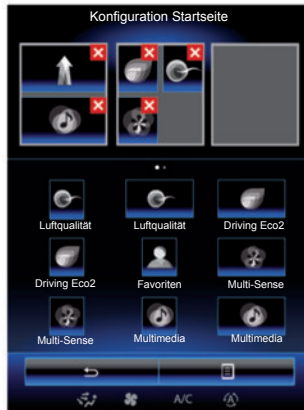 Konfiguration Startseite
Luftqualität Luftqualität Driving Eco2
Driving Eco2 Favoriten Multi-Sense
Multi-Sense Multimedia Multimedia
A/C